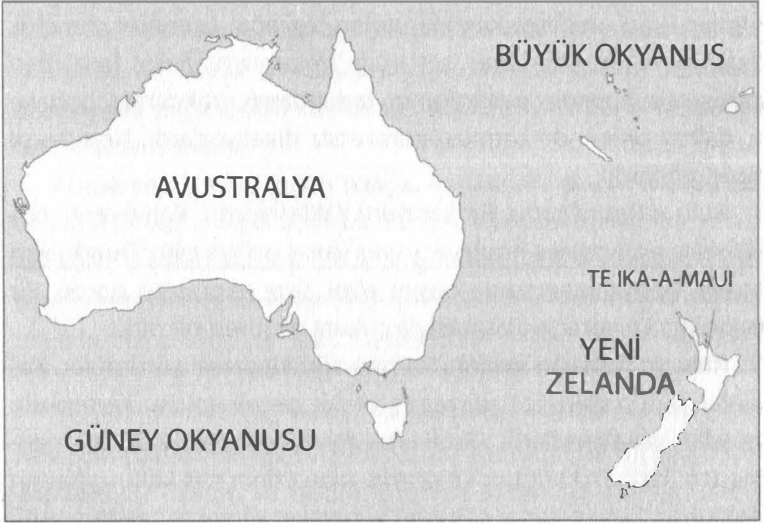 BÜYÜK OKYANUS
AVUSTRALYA
TE IKA-A-MAUI
YENİ
ZELANDA
GÜNEY OKYANUSU